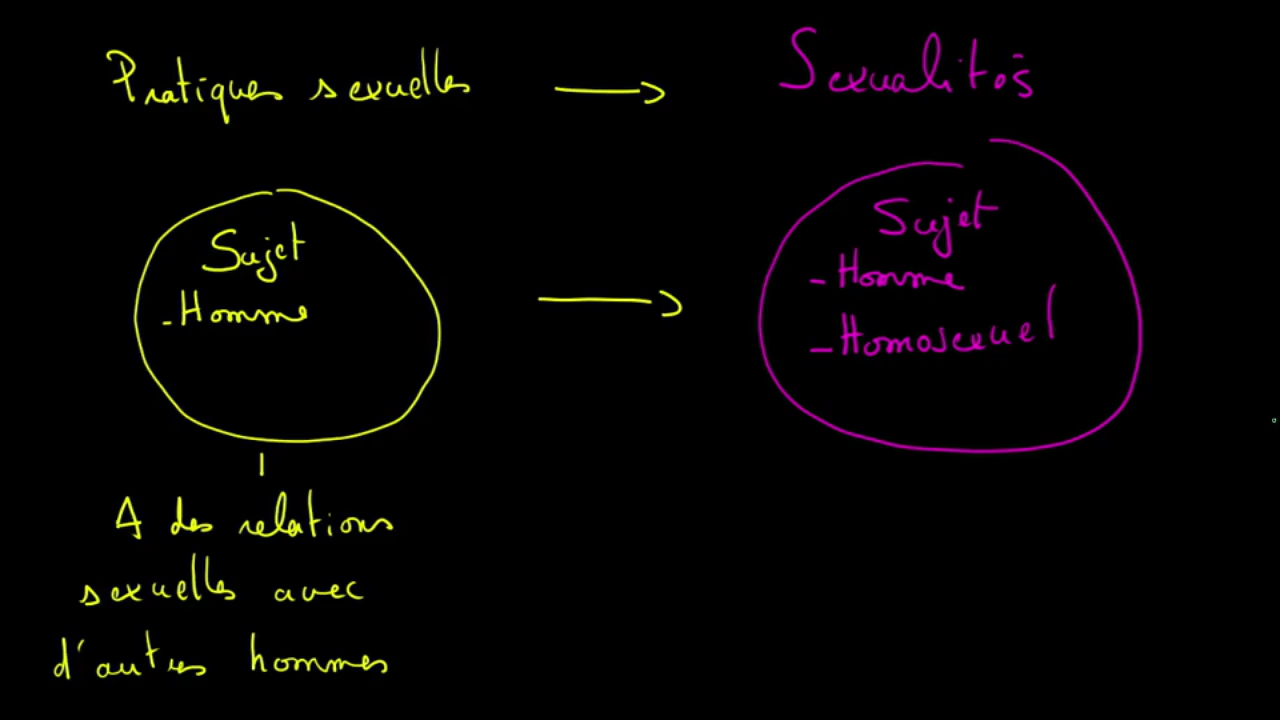 Pratiques sexuelles
Sexualités
Sujet
- Homme
A des relations
sexuelles avec
d'autres hommes
Sujet
- Homme
- Homosexuel